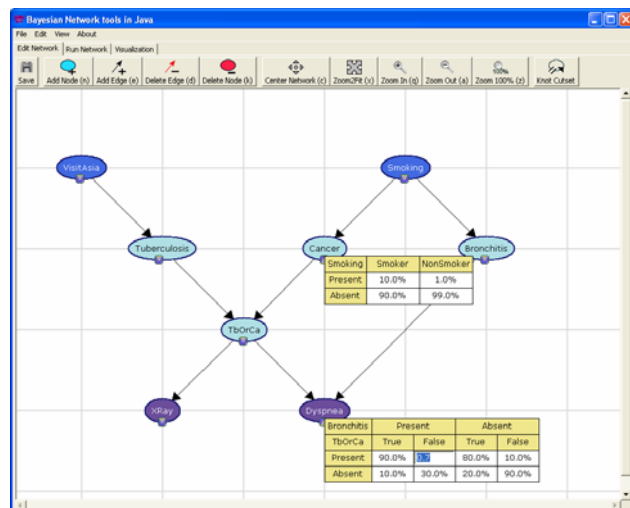 Bayesian Network tools in Java
File Edit View About
Edit Network Run Network Visualization
Save Add Node (n) Add Edge (e) Delete Edge (d) Delete Node (k) Center Network (c) Zoom2Fit (v) Zoom In (q) Zoom Out (a) 100% Zoom 100% (z) Knot Cutset
VisitAsia Smoking
Tuberculosis Cancer Bronchitis
Smoking Smoker NonSmoker
Present 10.0% 1.0%
Absent 90.0% 99.0%
TbOrCa
XRay Dyspnea
Bronchitis Present Absent
TbOrCa True False True False
Present 90.0% 0.7 80.0% 10.0%
Absent 10.0% 30.0% 20.0% 90.0%